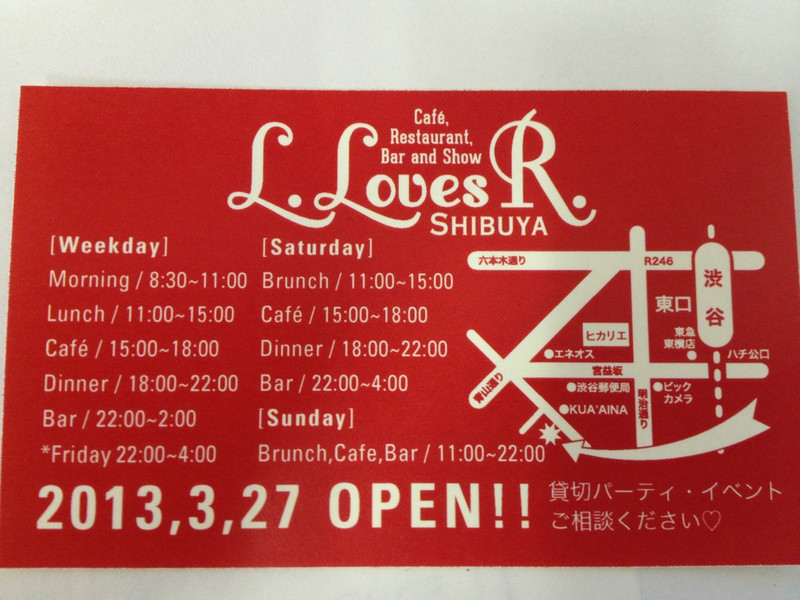 Café,
Restaurant,
Bar and Show
L. Loves R.
SHIBUYA
[Weekday]
Morning / 8:30~11:00
Lunch / 11:00~15:00
Café / 15:00~18:00
Dinner / 18:00~22:00
Bar / 22:00~2:00
*Friday 22:00~4:00
[Saturday]
Brunch / 11:00~15:00
Café / 15:00~18:00
Dinner / 18:00~22:00
Bar / 22:00~4:00
[Sunday]
Brunch,Cafe,Bar / 11:00~22:00
六本木通り
R246
渋谷
東口
ヒカリエ
東急
東横店
エネオス
ハチ公口
宮益坂
青山通り
渋谷郵便局
明治通り
ビック
カメラ
KUA'AINA
2013,3,27 OPEN!!
貸切パーティ・イベント
ご相談ください♡